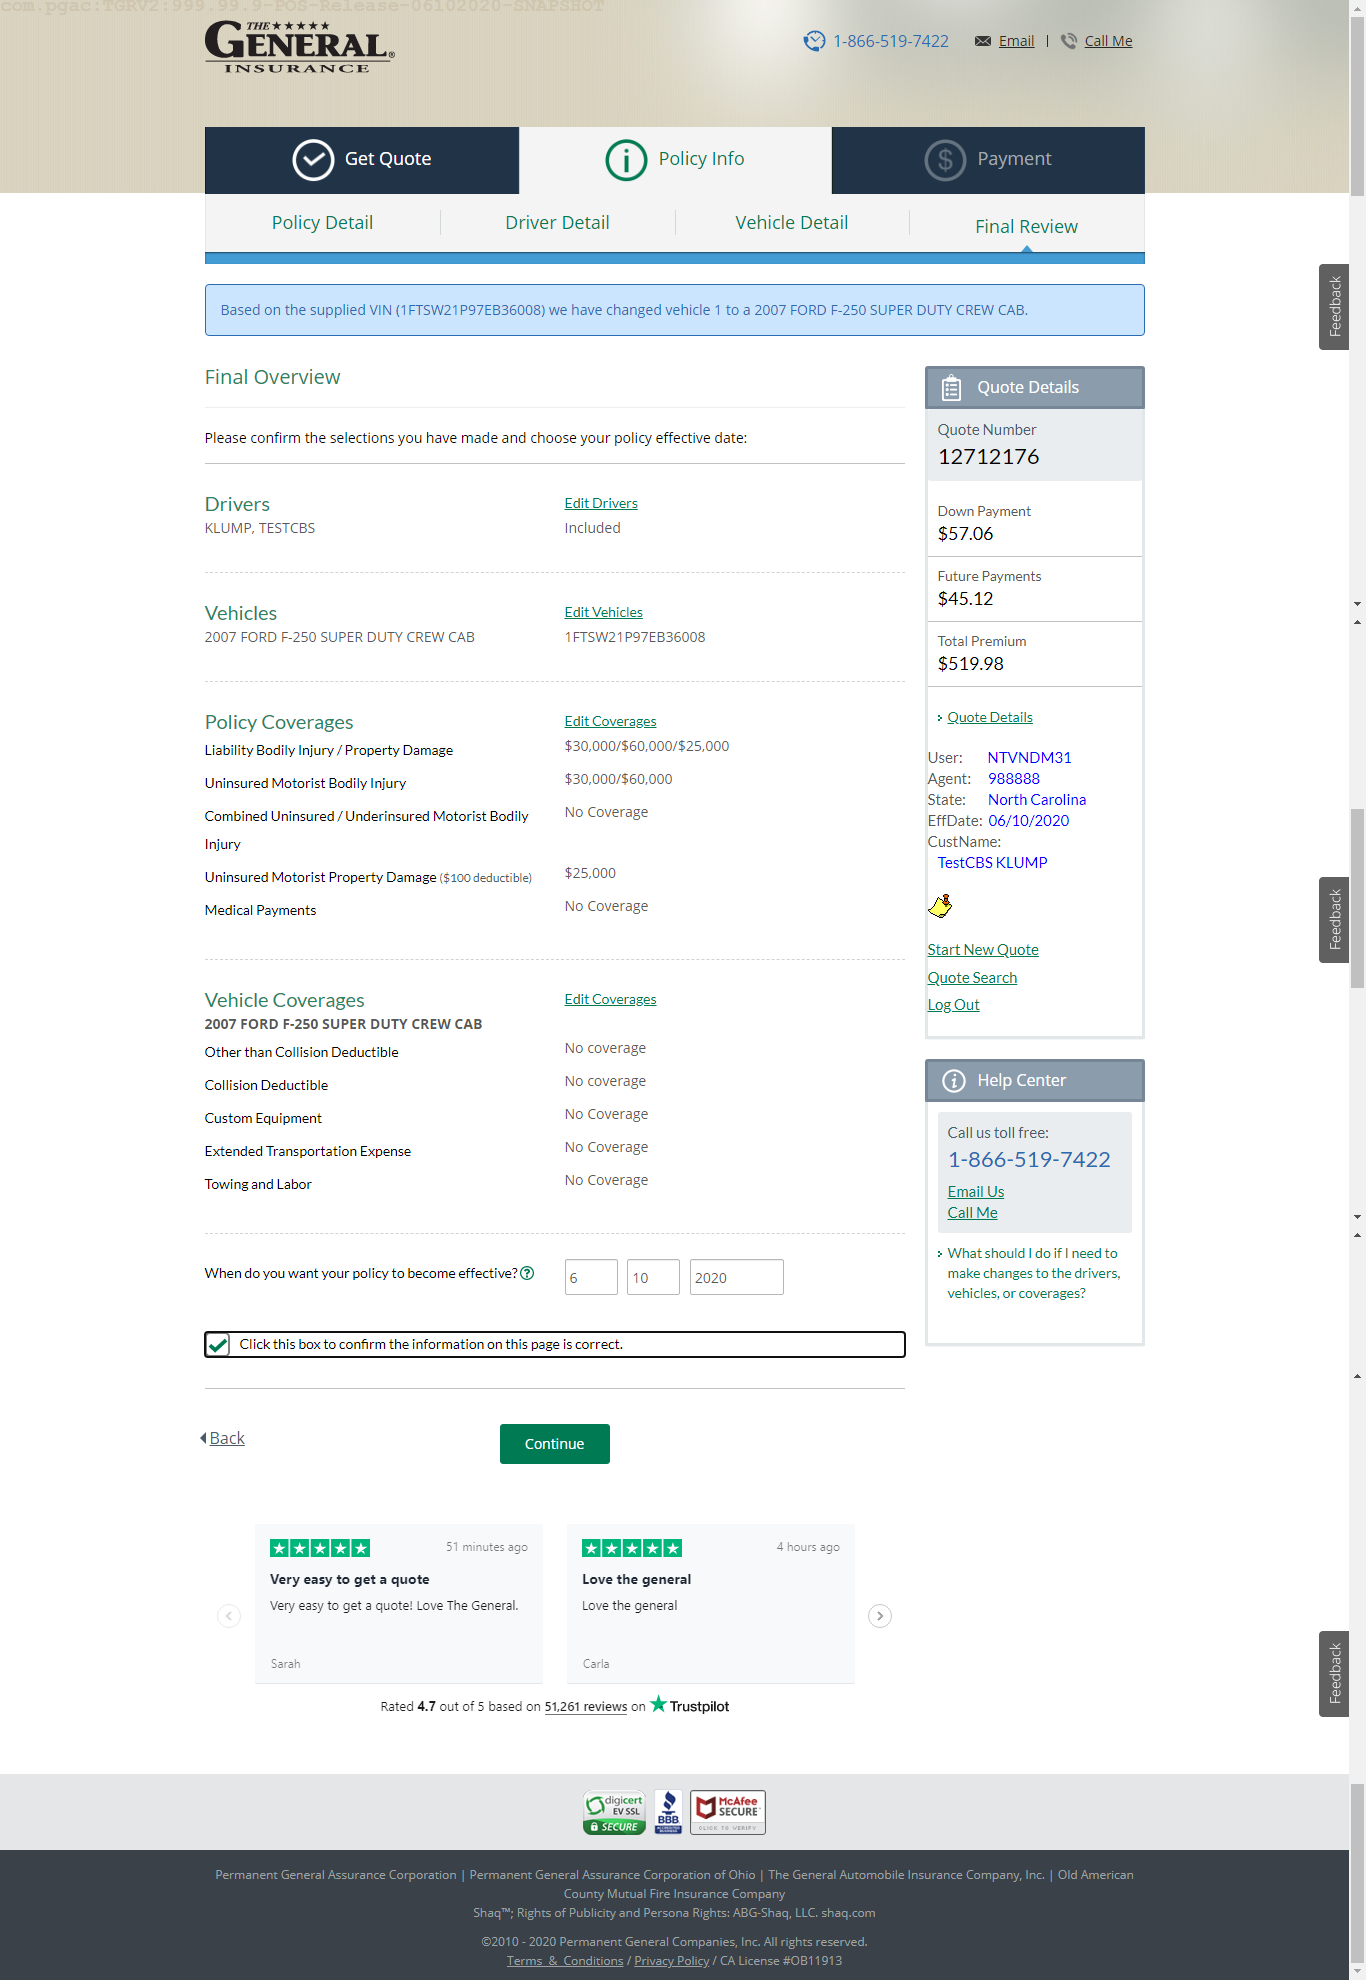 com.pgac:TGRV2:999.99.9-POS-Release-06102020-SNAPSHOT
THE
GENERAL®
INSURANCE
1-866-519-7422
Email | Call Me
Get Quote
Policy Info
Payment
Policy Detail
Driver Detail
Vehicle Detail
Final Review
Feedback
Based on the supplied VIN (1FTSW21P97EB36008) we have changed vehicle 1 to a 2007 FORD F-250 SUPER DUTY CREW CAB.
Final Overview
Please confirm the selections you have made and choose your policy effective date:
Drivers
Edit Drivers
KLUMP, TESTCBS
Included
Vehicles
Edit Vehicles
2007 FORD F-250 SUPER DUTY CREW CAB
1FTSW21P97EB36008
Policy Coverages
Edit Coverages
Liability Bodily Injury / Property Damage
$30,000/$60,000/$25,000
Uninsured Motorist Bodily Injury
$30,000/$60,000
Combined Uninsured / Underinsured Motorist Bodily
Injury
No Coverage
Uninsured Motorist Property Damage ($100 deductible)
$25,000
Medical Payments
No Coverage
Vehicle Coverages
Edit Coverages
2007 FORD F-250 SUPER DUTY CREW CAB
Other than Collision Deductible
No coverage
Collision Deductible
No coverage
Custom Equipment
No Coverage
Extended Transportation Expense
No Coverage
Towing and Labor
No Coverage
When do you want your policy to become effective? ?
6
10
2020
Click this box to confirm the information on this page is correct.
Back
Continue
Quote Details
Quote Number
12712176
Down Payment
$57.06
Future Payments
$45.12
Total Premium
$519.98
Quote Details
User: NTVNDM31
Agent: 988888
State: North Carolina
EffDate: 06/10/2020
CustName:
TestCBS KLUMP
Start New Quote
Quote Search
Log Out
Feedback
Help Center
Call us toll free:
1-866-519-7422
Email Us
Call Me
What should I do if I need to
make changes to the drivers,
vehicles, or coverages?
51 minutes ago
Very easy to get a quote
Very easy to get a quote! Love The General.
Sarah
4 hours ago
Love the general
Love the general
Carla
Feedback
Rated 4.7 out of 5 based on 51,261 reviews on Trustpilot
digicert
EV SSL
SECURE
BBB
ACCREDITED
BUSINESS
McAfee
SECURE
CLICK TO VERIFY
Permanent General Assurance Corporation | Permanent General Assurance Corporation of Ohio | The General Automobile Insurance Company, Inc. | Old American
County Mutual Fire Insurance Company
Shaq™; Rights of Publicity and Persona Rights: ABG-Shaq, LLC. shaq.com
©2010 - 2020 Permanent General Companies, Inc. All rights reserved.
Terms & Conditions / Privacy Policy / CA License #OB11913